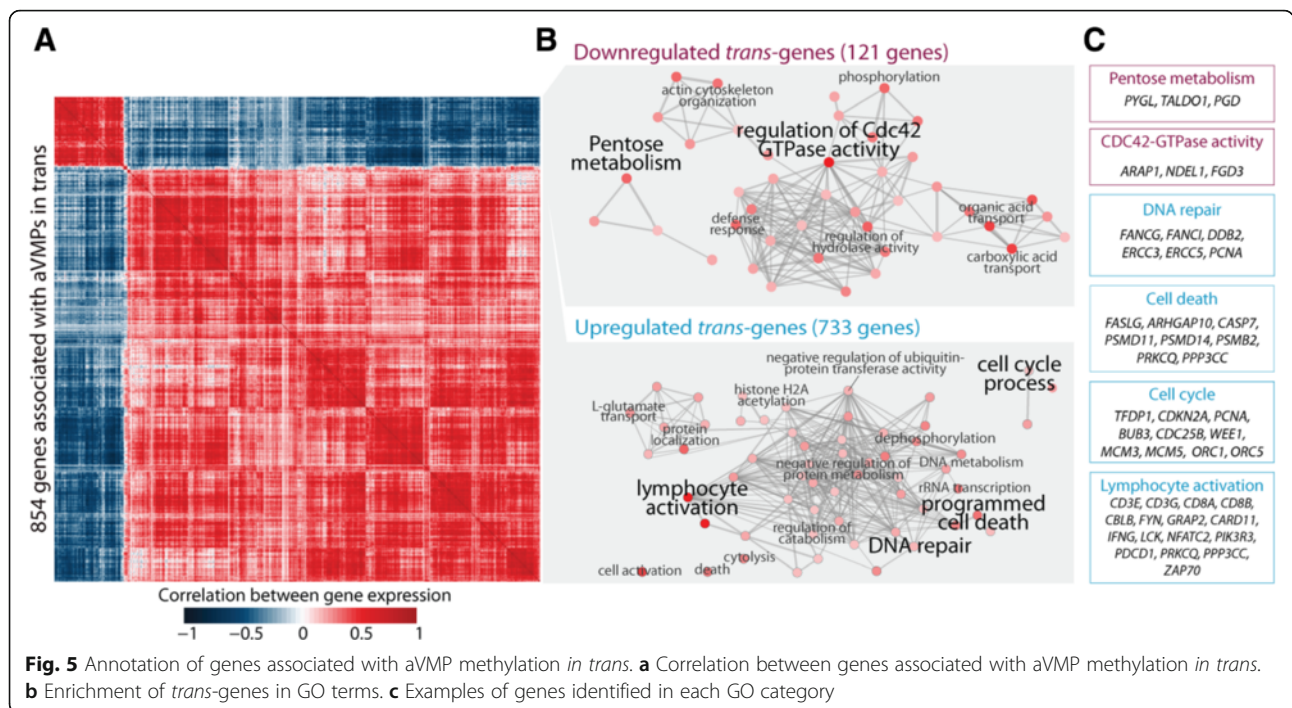 A
B
C
854 genes associated with aVMPs in trans
Correlation between gene expression
−1 −0.5 0 0.5 1
Downregulated trans-genes (121 genes)
actin cytoskeleton
organization
phosphorylation
Pentose
metabolism
regulation of Cdc42
GTPase activity
defense
response
regulation of
hydrolase activity
organic acid
transport
carboxylic acid
transport
Upregulated trans-genes (733 genes)
negative regulation of ubiquitin-
protein transferase activity
cell cycle
process
histone H2A
acetylation
L-glutamate
transport
protein
localization
dephosphorylation
negative regulation of
protein metabolism
DNA metabolism
rRNA transcription
lymphocyte
activation
programmed
cell death
regulation of
catabolism
DNA repair
cytolysis
cell activation
death
Pentose metabolism
PYGL, TALDO1, PGD
CDC42-GTPase activity
ARAP1, NDEL1, FGD3
DNA repair
FANCG, FANCI, DDB2,
ERCC3, ERCC5, PCNA
Cell death
FASLG, ARHGAP10, CASP7,
PSMD11, PSMD14, PSMB2,
PRKCQ, PPP3CC
Cell cycle
TFDP1, CDKN2A, PCNA,
BUB3, CDC25B, WEE1,
MCM3, MCM5, ORC1, ORC5
Lymphocyte activation
CD3E, CD3G, CD8A, CD8B,
CBLB, FYN, GRAP2, CARD11,
IFNG, LCK, NFATC2, PIK3R3,
PDCD1, PRKCQ, PPP3CC,
ZAP70
Fig. 5 Annotation of genes associated with aVMP methylation in trans. a Correlation between genes associated with aVMP methylation in trans.
b Enrichment of trans-genes in GO terms. c Examples of genes identified in each GO category